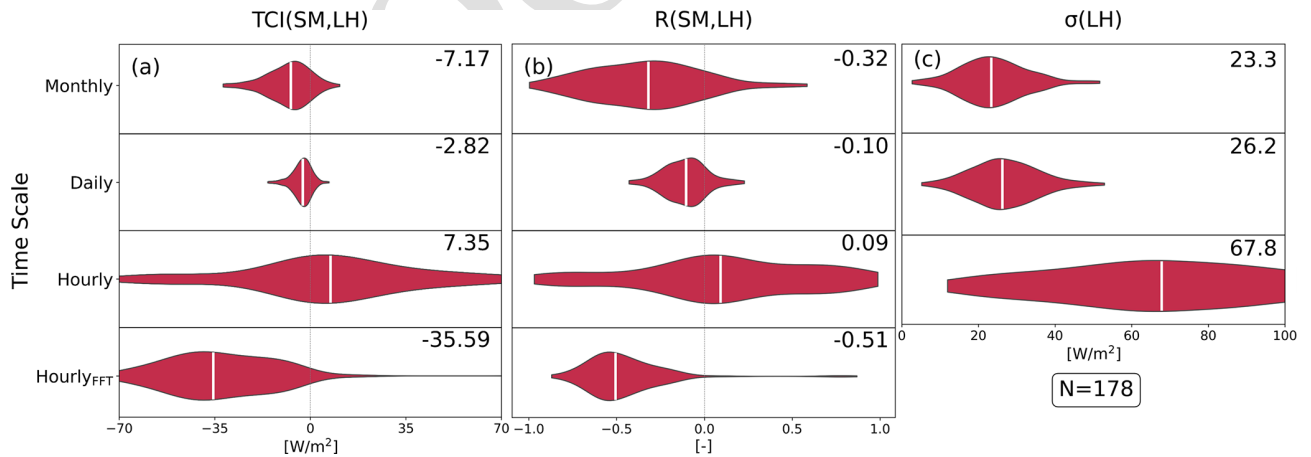 TCI(SM,LH)
R(SM,LH)
σ(LH)
(a)
-7.17
(b)
-0.32
(c)
23.3
Monthly
-2.82
-0.10
26.2
Daily
7.35
0.09
67.8
Hourly
-35.59
-0.51
Hourly_FFT
Time Scale
-70
-35
0
35
70
[W/m²]
-1.0
-0.5
0.0
0.5
1.0
[-]
0
20
40
60
80
100
[W/m²]
N=178